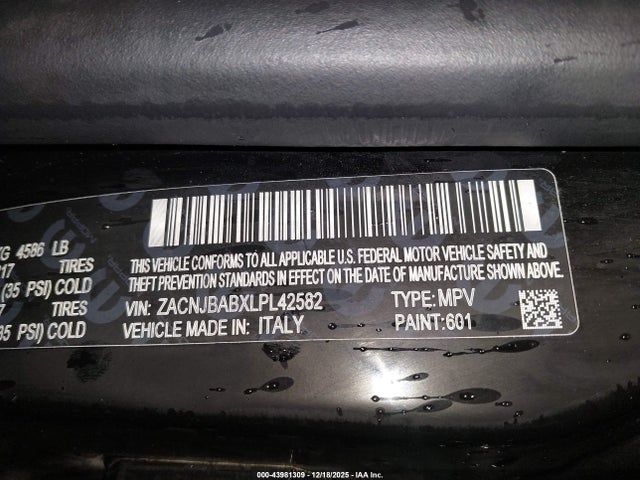 THIS VEHICLE CONFORMS TO ALL APPLICABLE U.S. FEDERAL MOTOR VEHICLE SAFETY AND
THEFT PREVENTION STANDARDS IN EFFECT ON THE DATE OF MANUFACTURE SHOWN ABOVE.
VIN: ZACNJBABXLPL42582 TYPE: MPV
VEHICLE MADE IN: ITALY PAINT:601
G 4586 LB
TIRES
(35 PSI) COLD
TIRES
35 PSI) COLD
000-43981309 - 12/18/2025 - IAA Inc.